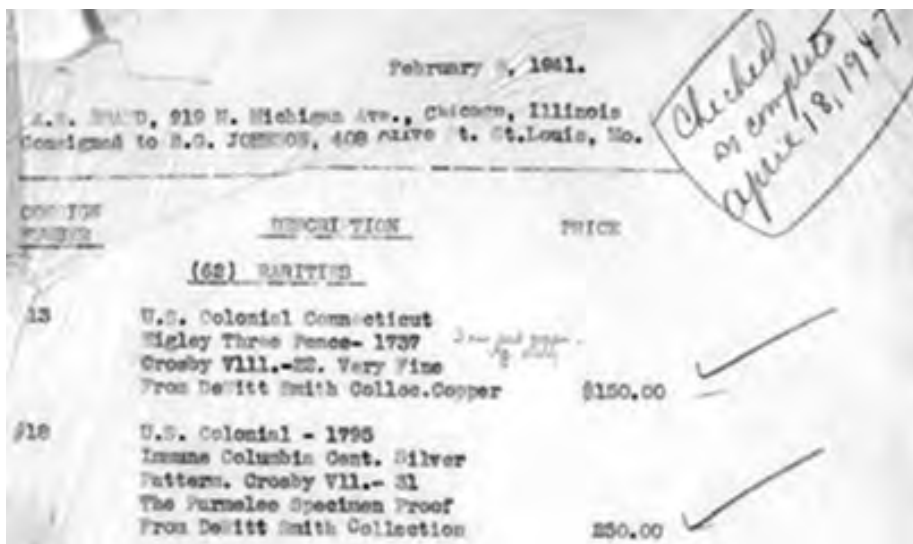 February , 1941.
Checked
as complete
April 18, 1947
919 N. Michigan Ave., Chicago, Illinois
Consigned to B.G. JOHNSON, 408 Olive St. St.Louis, Mo.
DESCRIPTION
PRICE
(62) RARITIES
13
U.S. Colonial Connecticut
Higley Three Pence- 1737
Crosby Vlll.-22. Very Fine
From DeWitt Smith Collec.Copper
$150.00
#18
U.S. Colonial - 1795
Immune Columbia Cent. Silver
Pattern. Crosby Vll.- 31
The Parmelee Specimen Proof
From DeWitt Smith Collection
250.00